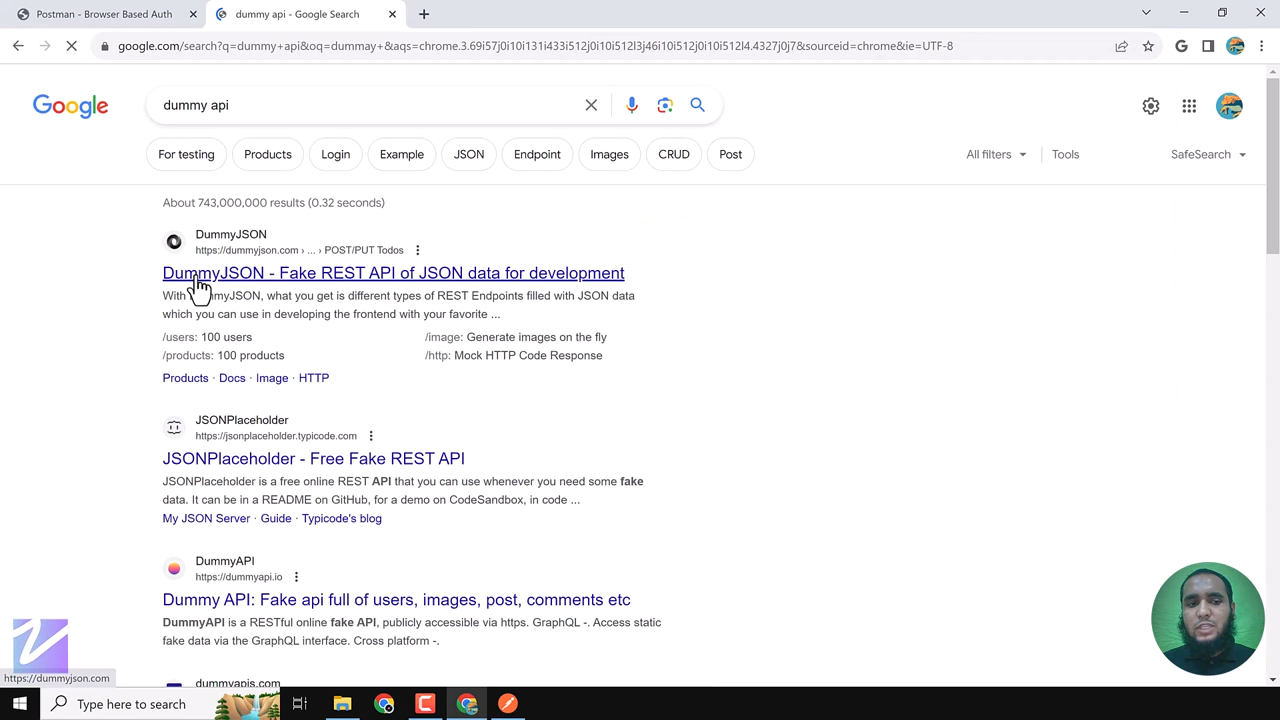 Postman - Browser Based Auth
dummy api - Google Search
google.com/search?q=dummy+api&oq=dummay+&aqs=chrome.3.69i57j0i10i131i433i512j0i10i512l3j46i10i512j0i10i512l4.4327j0j7&sourceid=chrome&ie=UTF-8
Google
dummy api
For testing
Products
Login
Example
JSON
Endpoint
Images
CRUD
Post
All filters
Tools
SafeSearch
About 743,000,000 results (0.32 seconds)
DummyJSON
https://dummyjson.com › ... › POST/PUT Todos
DummyJSON - Fake REST API of JSON data for development
With DummyJSON, what you get is different types of REST Endpoints filled with JSON data
which you can use in developing the frontend with your favorite ...
/users: 100 users
/image: Generate images on the fly
/products: 100 products
/http: Mock HTTP Code Response
Products · Docs · Image · HTTP
JSONPlaceholder
https://jsonplaceholder.typicode.com
JSONPlaceholder - Free Fake REST API
JSONPlaceholder is a free online REST API that you can use whenever you need some fake
data. It can be in a README on GitHub, for a demo on CodeSandbox, in code ...
My JSON Server · Guide · Typicode's blog
DummyAPI
https://dummyapi.io
Dummy API: Fake api full of users, images, post, comments etc
DummyAPI is a RESTful online fake API, publicly accessible via https. GraphQL -. Access static
fake data via the GraphQL interface. Cross platform -.
dummyapis.com
https://dummyjson.com
Type here to search